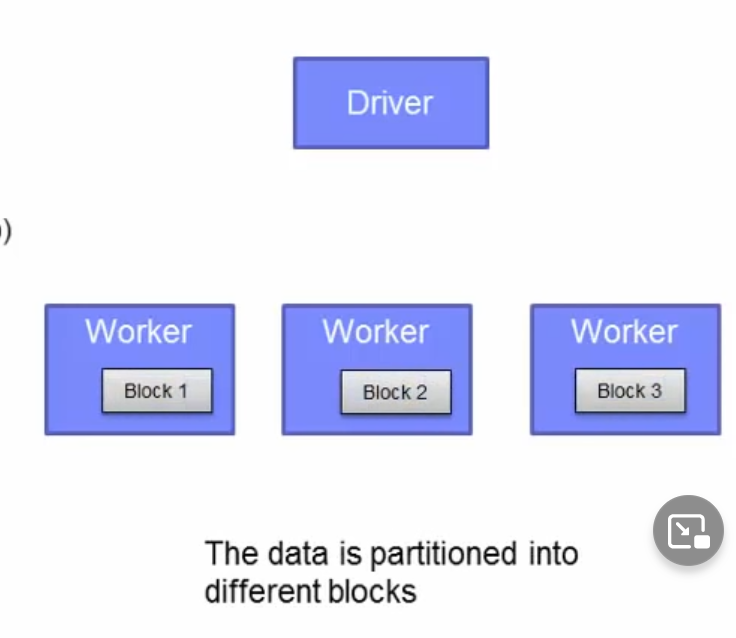 Driver
)
Worker
Worker
Worker
Block 1
Block 2
Block 3
The data is partitioned into
different blocks